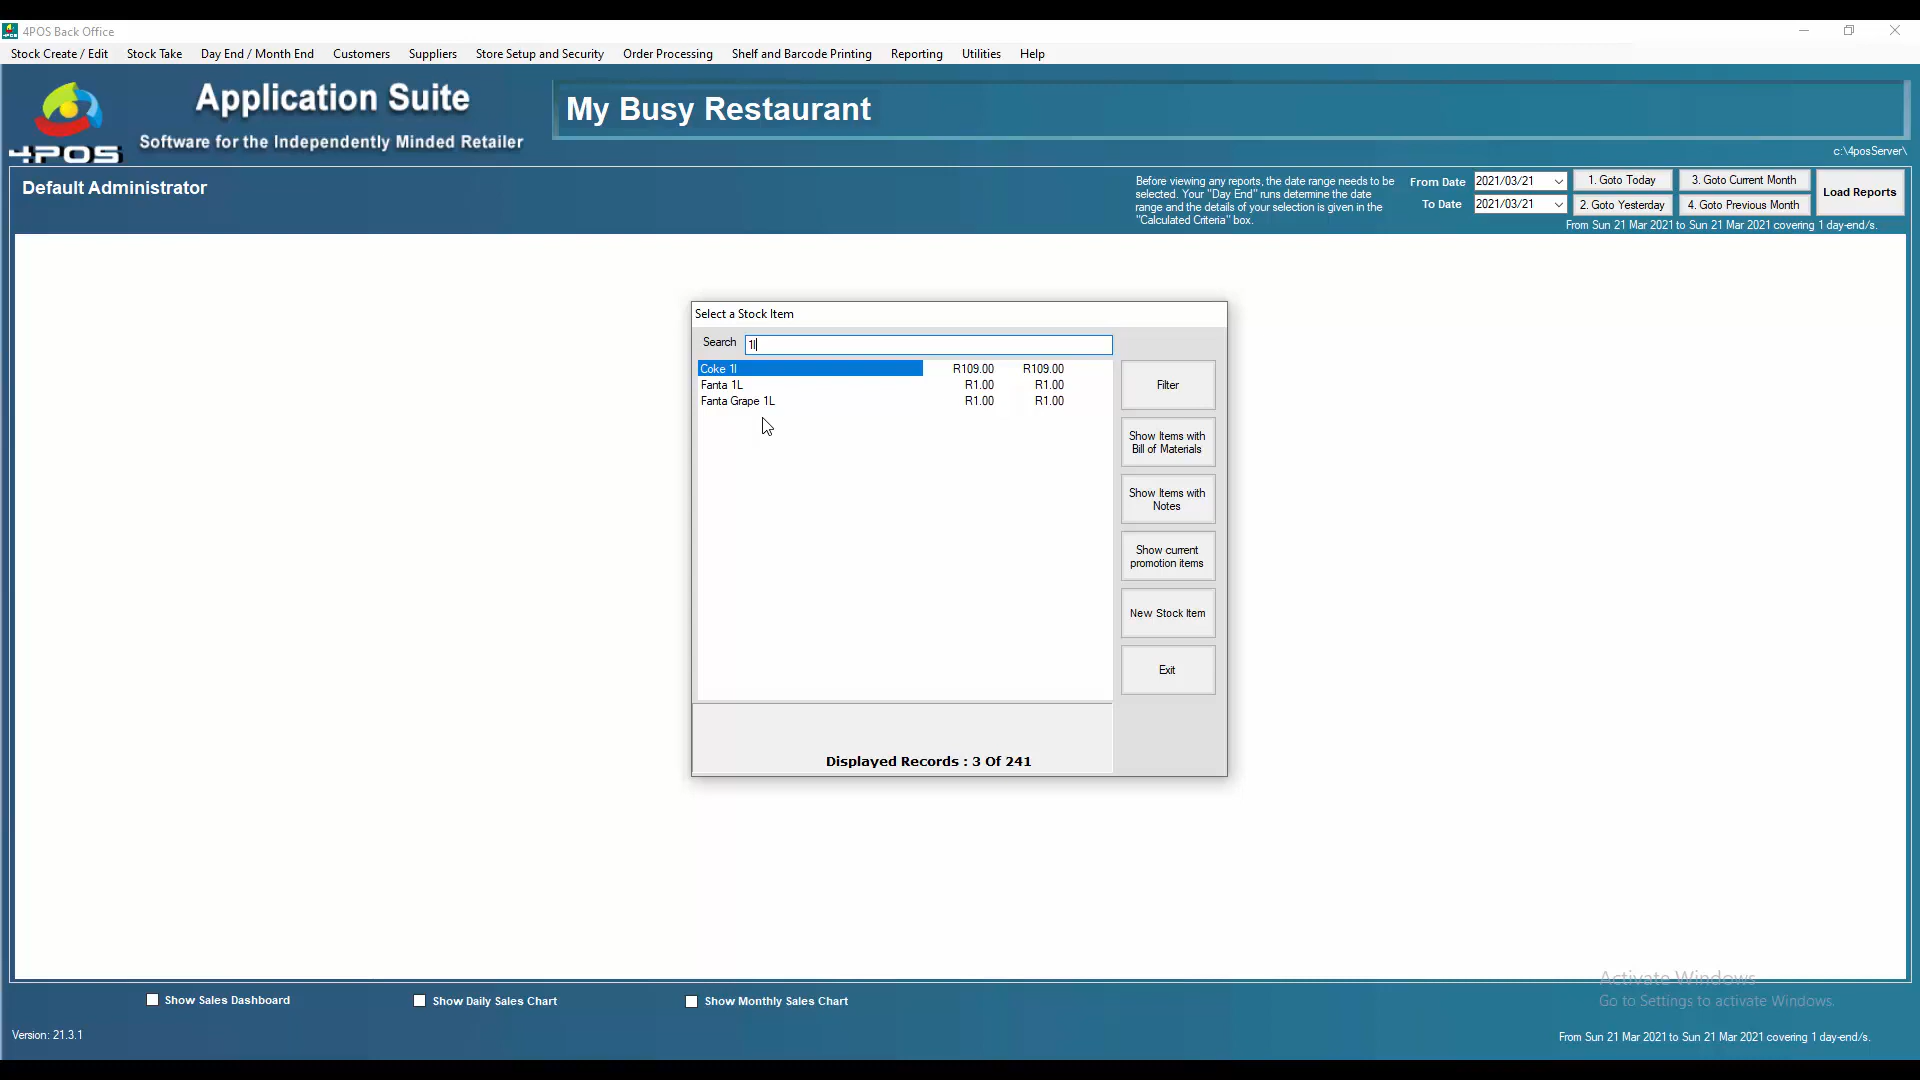 4POS Back Office
Stock Create / Edit Stock Take Day End / Month End Customers Suppliers Store Setup and Security Order Processing Shelf and Barcode Printing Reporting Utilities Help
4POS
Application Suite
Software for the Independently Minded Retailer
My Busy Restaurant
c:\4posServer\
Default Administrator
Before viewing any reports, the date range needs to be
selected. Your "Day End" runs determine the date
range and the details of your selection is given in the
"Calculated Criteria" box.
From Date 2021/03/21
To Date 2021/03/21
1. Goto Today
3. Goto Current Month
2. Goto Yesterday
4. Goto Previous Month
Load Reports
From Sun 21 Mar 2021 to Sun 21 Mar 2021 covering 1 day-end/s.
Select a Stock Item
Search 1l
Coke 1l R109.00 R109.00
Fanta 1L R1.00 R1.00
Fanta Grape 1L R1.00 R1.00
Filter
Show Items with
Bill of Materials
Show Items with
Notes
Show current
promotion items
New Stock Item
Exit
Displayed Records : 3 Of 241
Activate Windows
Go to Settings to activate Windows.
Show Sales Dashboard Show Daily Sales Chart Show Monthly Sales Chart
Version: 21.3.1
From Sun 21 Mar 2021 to Sun 21 Mar 2021 covering 1 day-end/s.